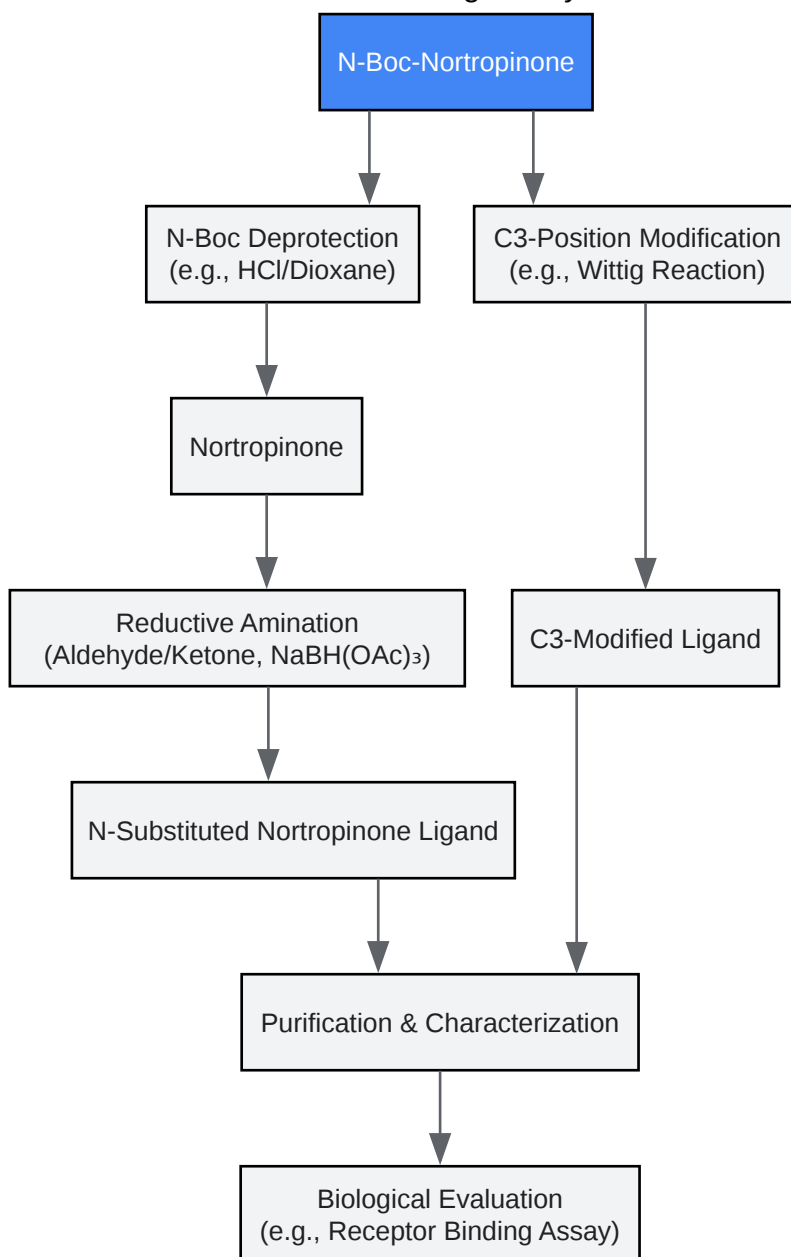 N-Boc-Nortropinone
N-Boc Deprotection
(e.g., HCl/Dioxane)
C3-Position Modification
(e.g., Wittig Reaction)
Nortropinone
Reductive Amination
(Aldehyde/Ketone, NaBH(OAc)₃)
C3-Modified Ligand
N-Substituted Nortropinone Ligand
Purification & Characterization
Biological Evaluation
(e.g., Receptor Binding Assay)